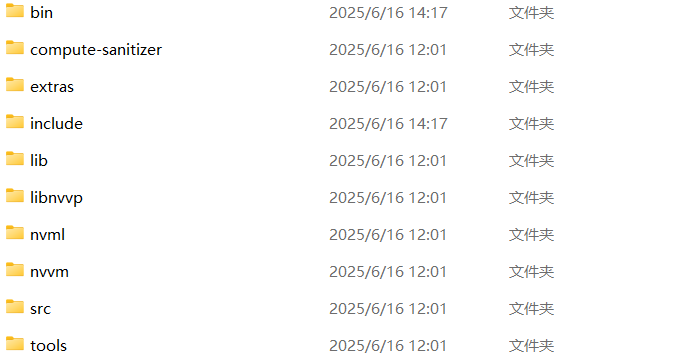 bin 2025/6/16 14:17 文件夹
compute-sanitizer 2025/6/16 12:01 文件夹
extras 2025/6/16 12:01 文件夹
include 2025/6/16 14:17 文件夹
lib 2025/6/16 12:01 文件夹
libnvvp 2025/6/16 12:01 文件夹
nvml 2025/6/16 12:01 文件夹
nvvm 2025/6/16 12:01 文件夹
src 2025/6/16 12:01 文件夹
tools 2025/6/16 12:01 文件夹